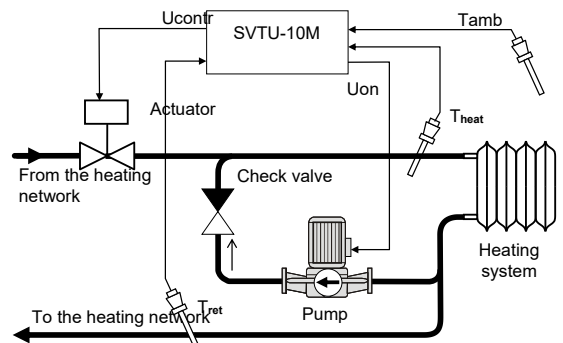 Ucontr
SVTU-10M
Tamb
Uon
Actuator
Theat
From the heating
network
Check valve
Heating
system
To the heating network
Tret
Pump